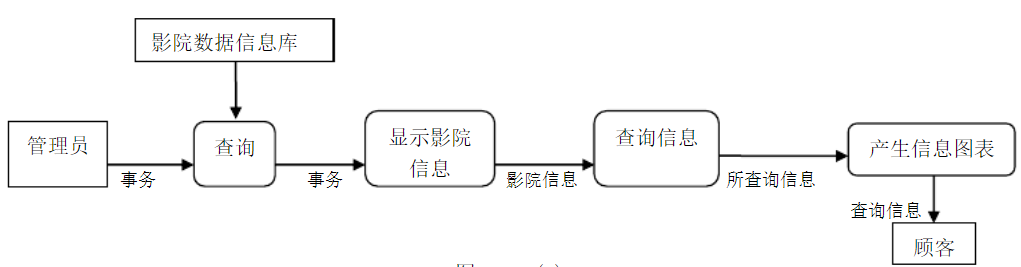 影院数据信息库
管理员
查询
显示影院
信息
查询信息
产生信息图表
事务
事务
影院信息
所查询信息
查询信息
顾客